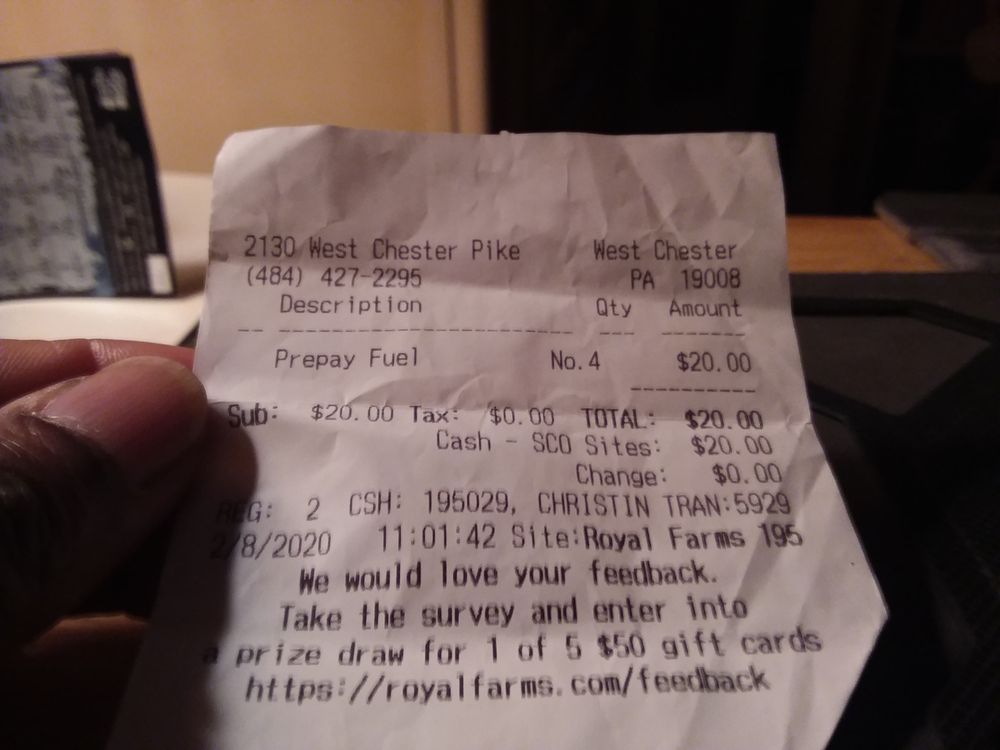 2130 West Chester Pike West Chester
(484) 427-2295 PA 19008
Description Qty Amount
-- --------------------- --- -------
Prepay Fuel No.4 $20.00
----------
Sub: $20.00 Tax: $0.00 TOTAL: $20.00
Cash - SCO Sites: $20.00
Change: $0.00
REG: 2 CSH: 195029, CHRISTIN TRAN:5929
2/8/2020 11:01:42 Site:Royal Farms 195
We would love your feedback.
Take the survey and enter into
a prize draw for 1 of 5 $50 gift cards
https://royalfarms.com/feedback